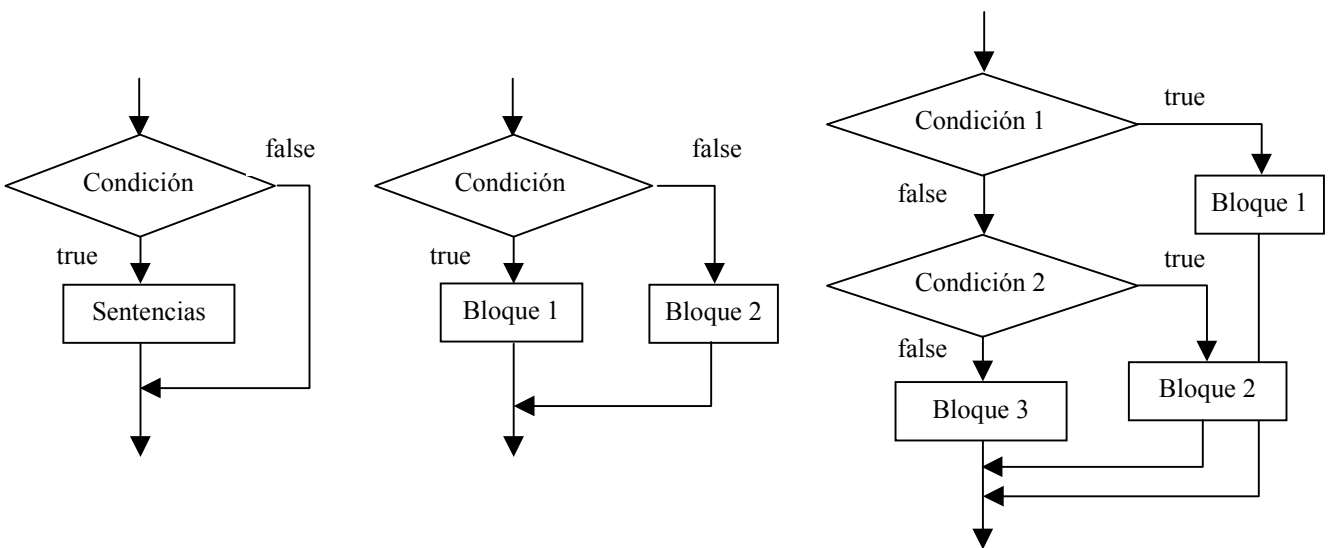 Condición
false
true
Sentencias
Condición
false
true
Bloque 1
Bloque 2
Condición 1
true
false
Bloque 1
Condición 2
true
false
Bloque 2
Bloque 3